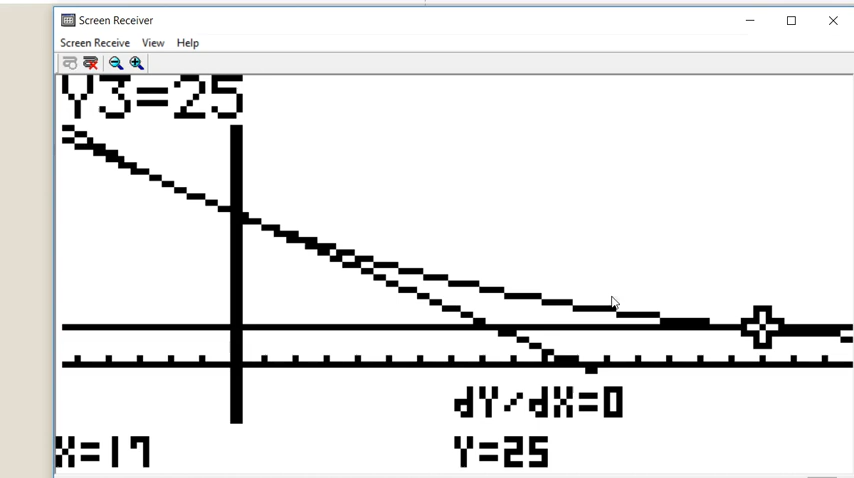 Screen Receiver
Screen Receive View Help
Y3=25
dY/dX=0
X=17 Y=25